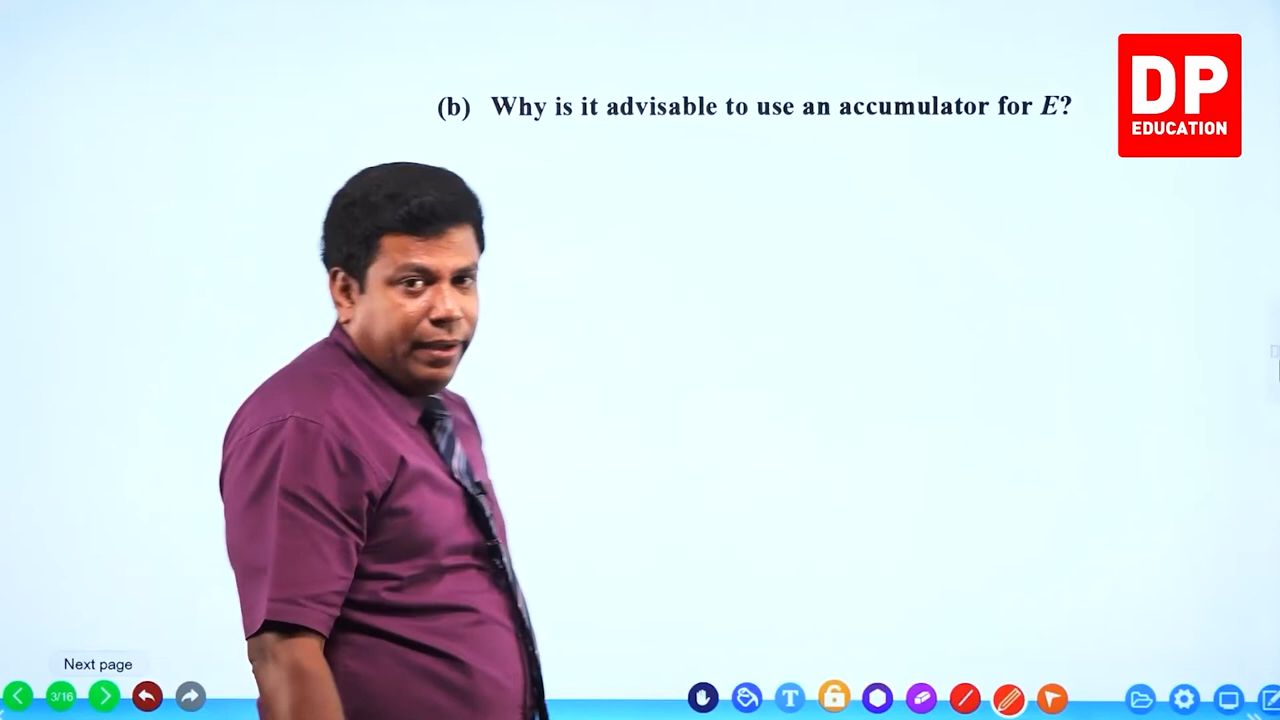 DP
EDUCATION
(b) Why is it advisable to use an accumulator for E?
Next page
3/16
T